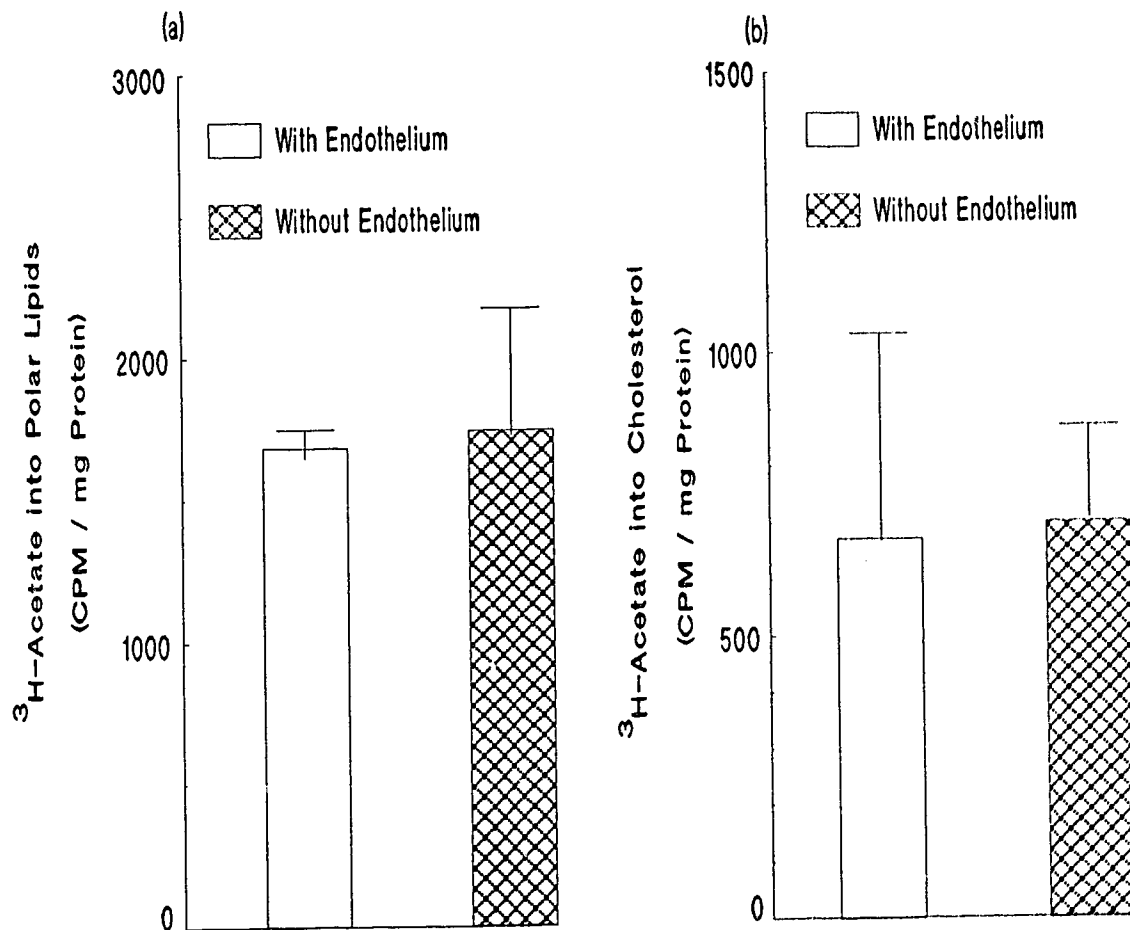 (a)
3000
With Endothelium
Without Endothelium
2000
1000
0
3H-Acetate into Polar Lipids
(CPM / mg Protein)
(b)
1500
With Endothelium
Without Endothelium
1000
500
0
3H-Acetate into Cholesterol
(CPM / mg Protein)